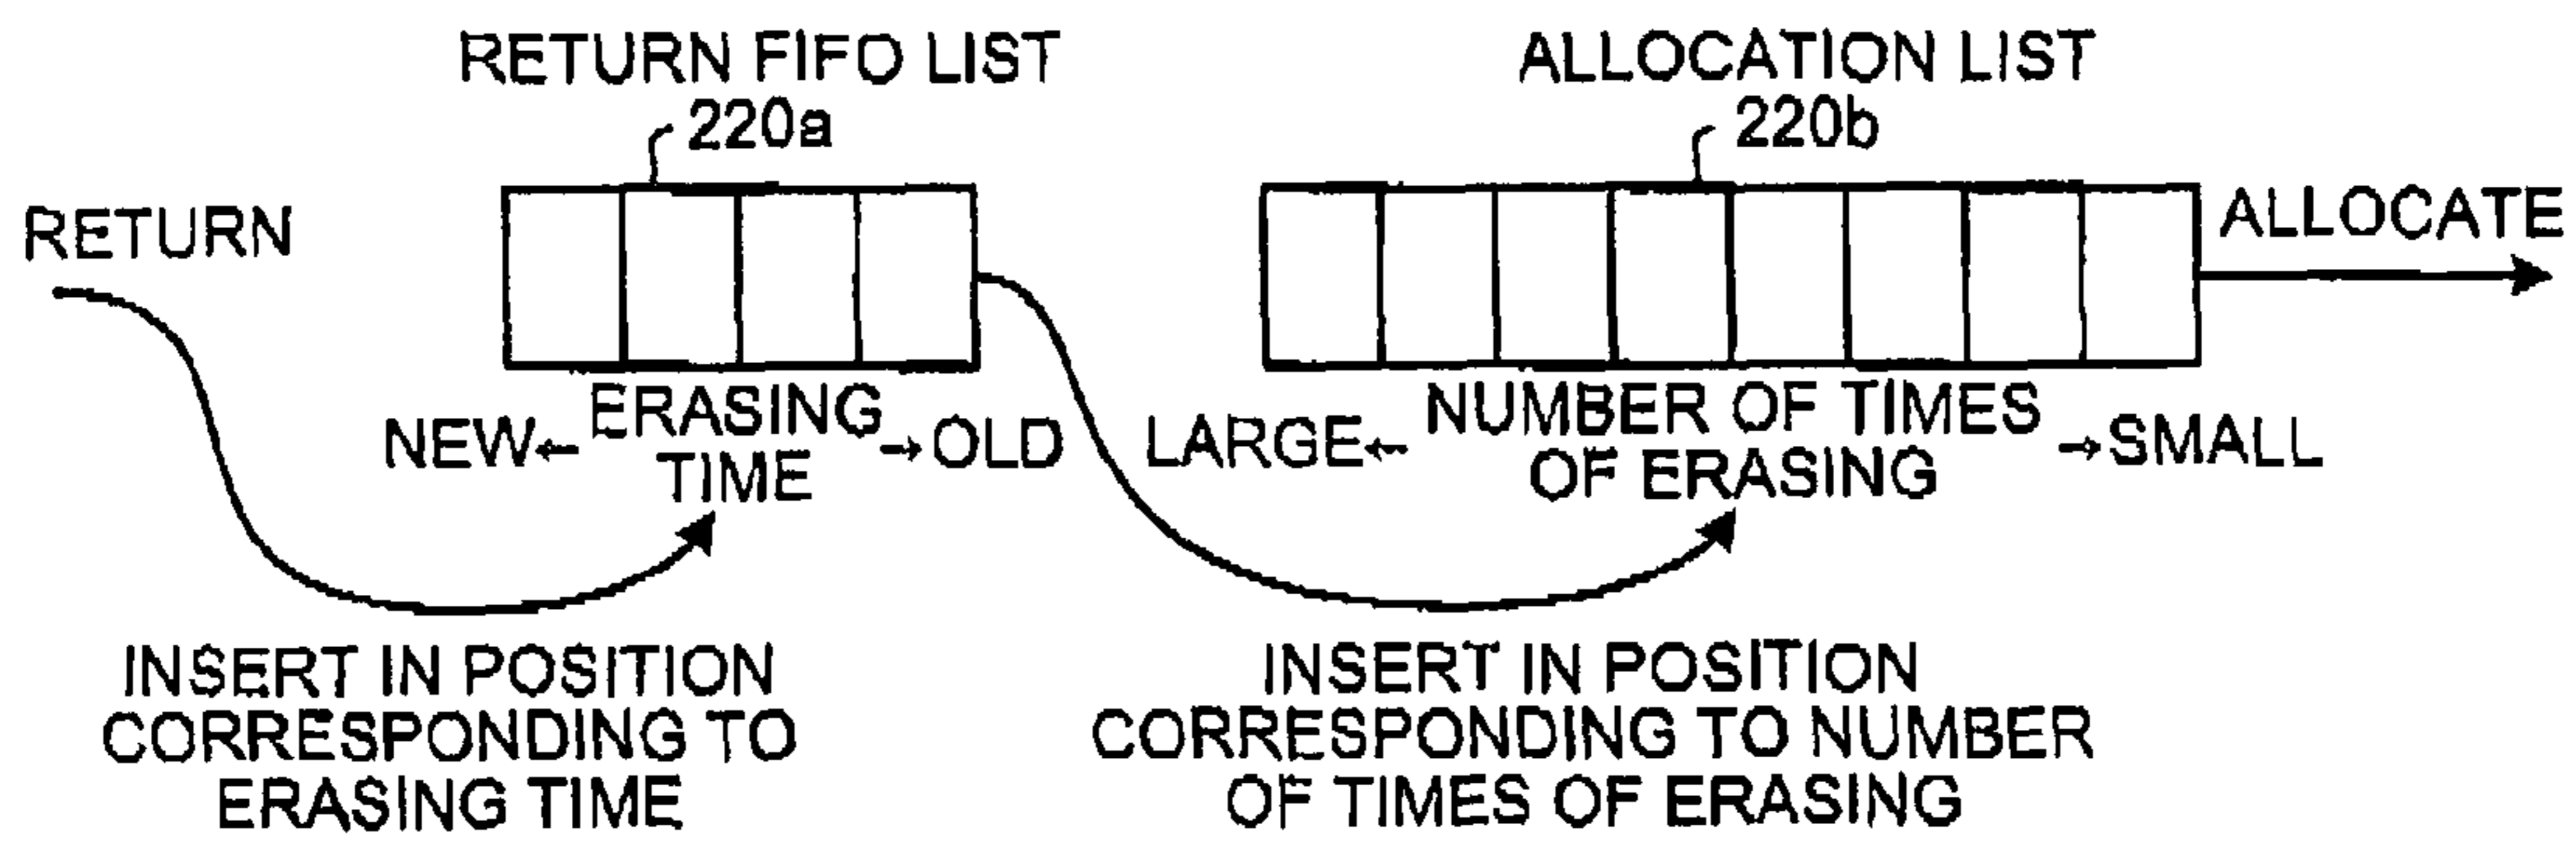 RETURN FIFO LIST
220a
ALLOCATION LIST
220b
RETURN
ALLOCATE
NEW← ERASING TIME →OLD
LARGE← NUMBER OF TIMES OF ERASING →SMALL
INSERT IN POSITION
CORRESPONDING TO
ERASING TIME
INSERT IN POSITION
CORRESPONDING TO NUMBER
OF TIMES OF ERASING